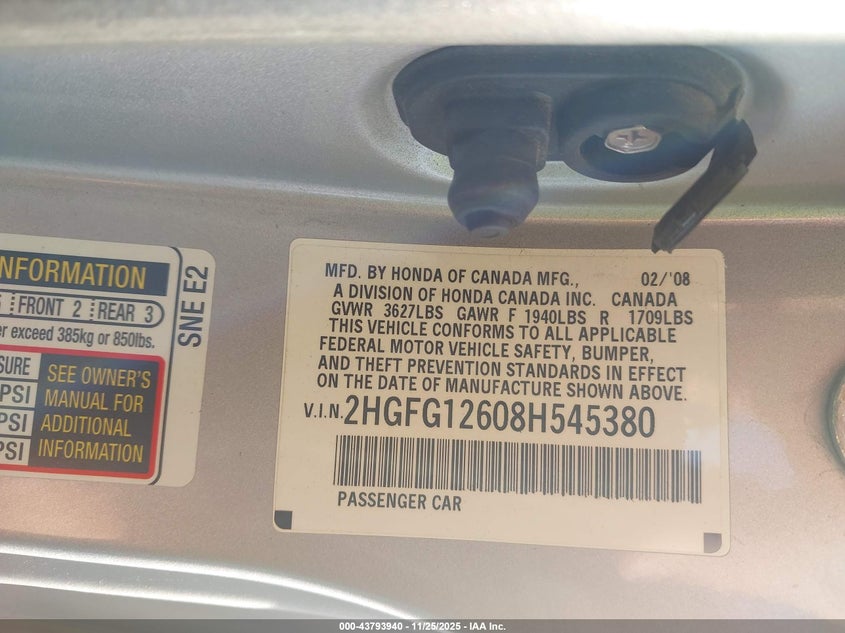 NFORMATION
FRONT 2 REAR 3
er exceed 385kg or 850lbs.
SURE
PSI
PSI
PSI
SEE OWNER'S
MANUAL FOR
ADDITIONAL
INFORMATION
SNE E2
MFD. BY HONDA OF CANADA MFG., 02/'08
A DIVISION OF HONDA CANADA INC. CANADA
GVWR 3627LBS GAWR F 1940LBS R 1709LBS
THIS VEHICLE CONFORMS TO ALL APPLICABLE
FEDERAL MOTOR VEHICLE SAFETY, BUMPER,
AND THEFT PREVENTION STANDARDS IN EFFECT
ON THE DATE OF MANUFACTURE SHOWN ABOVE.
V.I.N. 2HGFG12608H545380
PASSENGER CAR
000-43793940 - 11/25/2025 - IAA Inc.